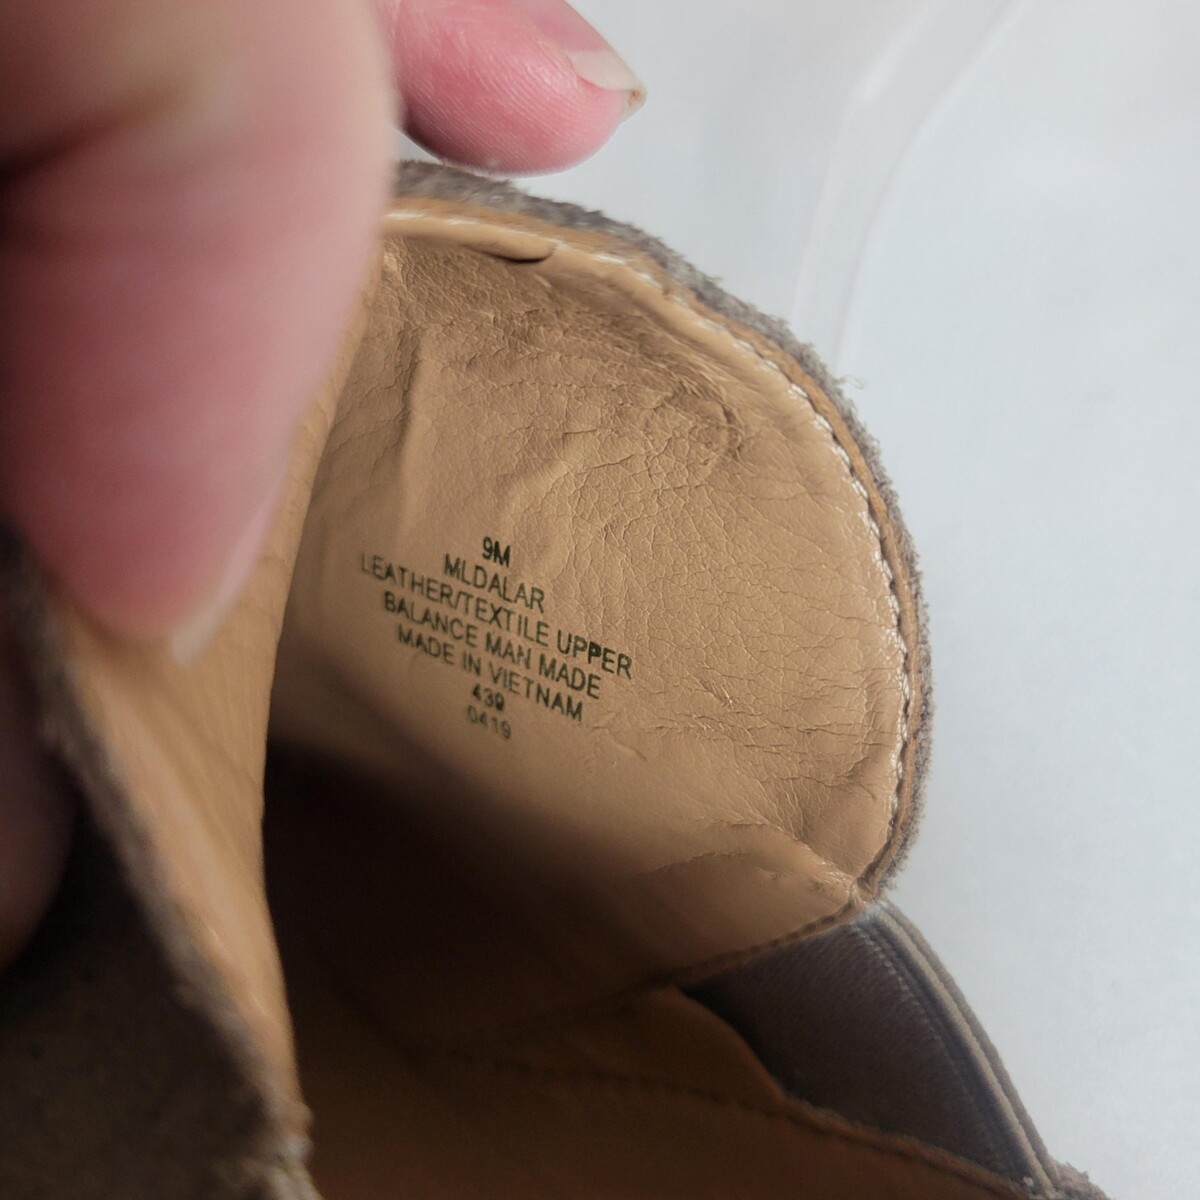 9M
MLDALAR
LEATHER/TEXTILE UPPER
BALANCE MAN MADE
MADE IN VIETNAM
439
0419